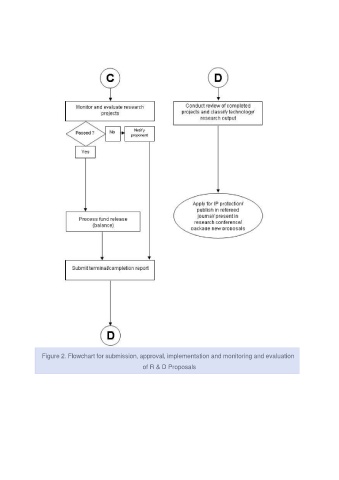 C
D
Monitor and evaluate research
projects
Conduct review of completed
projects and classify technology/
research output
Passed ?
No
Notify
proponent
Yes
Apply for IP protection/
publish in refereed
journal/ present in
research conference/
package new proposals
Process fund release
(balance)
Submit terminal/completion report
D
Figure 2. Flowchart for submission, approval, implementation and monitoring and evaluation
of R & D Proposals